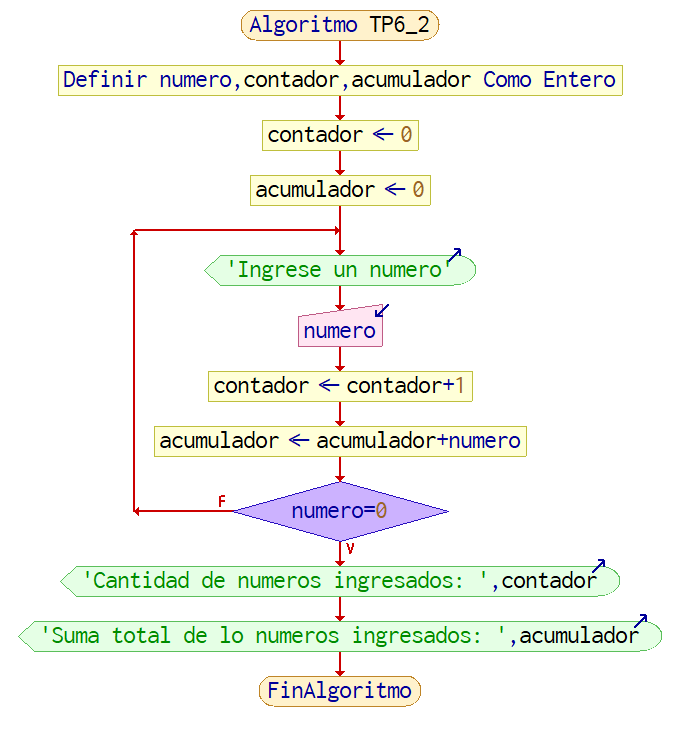 Algoritmo TP6_2
Definir numero,contador,acumulador Como Entero
contador ← 0
acumulador ← 0
'Ingrese un numero'
numero
contador ← contador+1
acumulador ← acumulador+numero
F
numero=0
V
'Cantidad de numeros ingresados: ',contador
'Suma total de lo numeros ingresados: ',acumulador
FinAlgoritmo